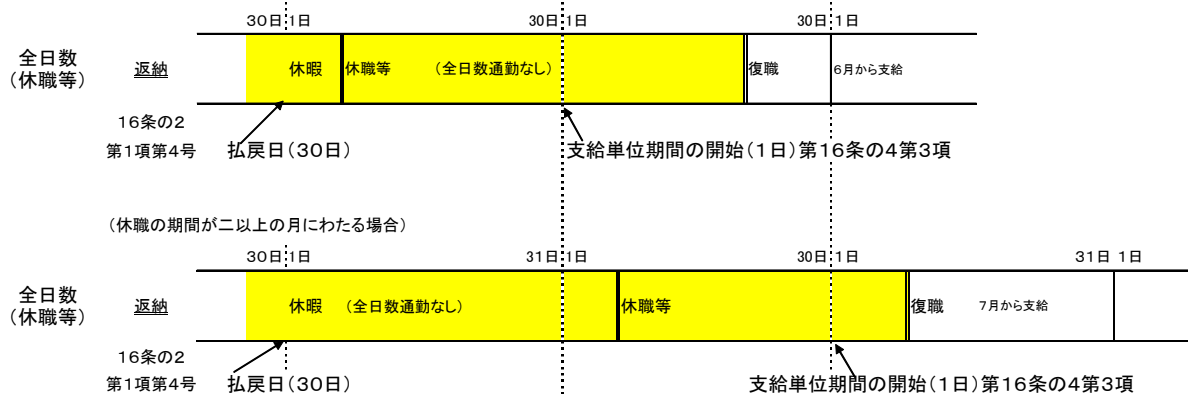 30日 1日 30日 1日 30日 1日
全日数
(休職等)
返納 休暇 休職等 (全日数通勤なし) 復職 6月から支給
16条の2
第1項第4号 払戻日(30日) 支給単位期間の開始(1日)第16条の4第3項
(休職の期間が二以上の月にわたる場合)
30日 1日 31日 1日 30日 1日 31日 1日
全日数
(休職等)
返納 休暇 (全日数通勤なし) 休職等 復職 7月から支給
16条の2
第1項第4号 払戻日(30日) 支給単位期間の開始(1日)第16条の4第3項